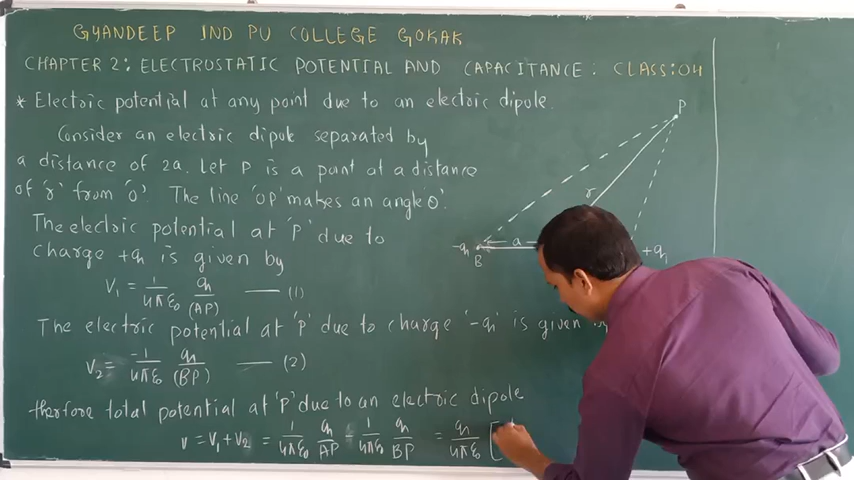 GYANDEEP IND PU COLLEGE GOKAK
CHAPTER 2: ELECTROSTATIC POTENTIAL AND CAPACITANCE: CLASS:04
* Electric potential at any point due to an electric dipole.
Consider an electric dipole separated by
a distance of 2a. Let P is a point at a distance
of 'r' from 'O'. The line 'OP' makes an angle θ.
The electric potential at 'P' due to
charge +q is given by
V₁ = 1/4πε₀ q/(AP) —— (1)
The electric potential at 'P' due to charge '-q' is given by
V₂ = -1/4πε₀ q/(BP) —— (2)
therefore total potential at 'P' due to an electric dipole
V = V₁ + V₂ = 1/4πε₀ q/AP - 1/4πε₀ q/BP = q/4πε₀ [
P
r
-q
B
a
+q